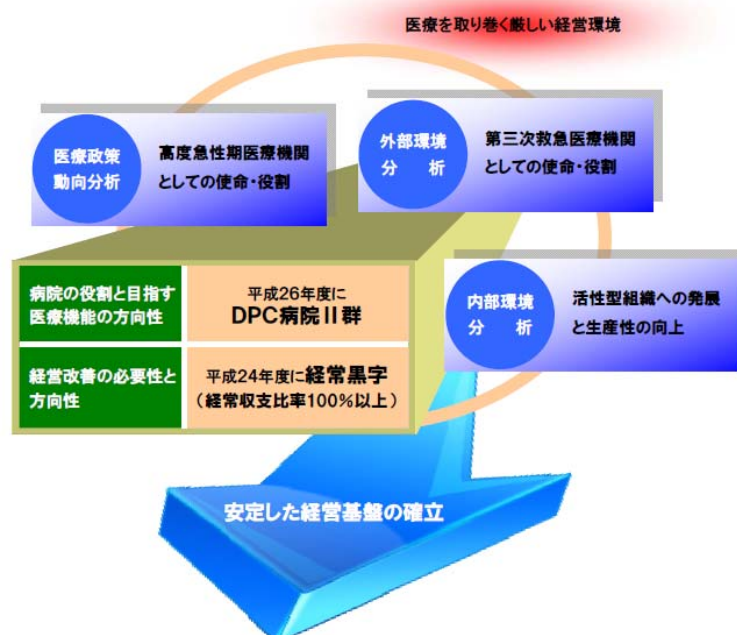 医療を取り巻く厳しい経営環境
医療政策
動向分析
高度急性期医療機関
としての使命・役割
外部環境
分　析
第三次救急医療機関
としての使命・役割
内部環境
分　析
活性型組織への発展
と生産性の向上
病院の役割と目指す
医療機能の方向性
平成26年度に
DPC病院Ⅱ群
経営改善の必要性と
方向性
平成24年度に経常黒字
（経常収支比率100％以上）
安定した経営基盤の確立